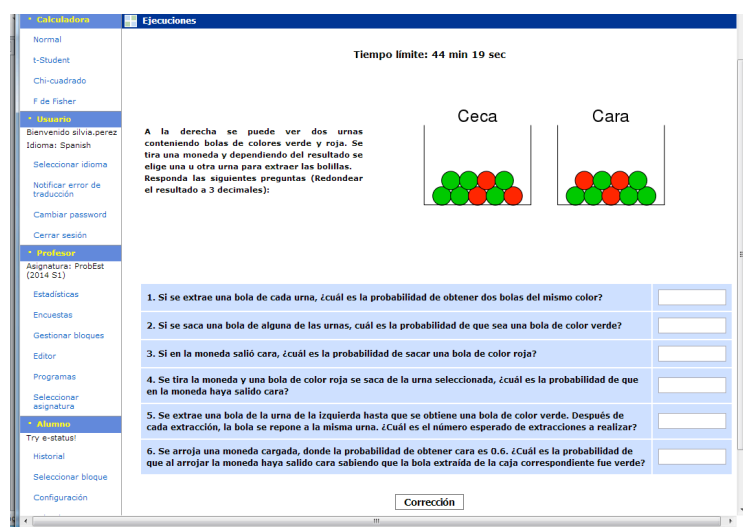 · Calculadora
Normal
t-Student
Chi-cuadrado
F de Fisher
· Usuario
Bienvenido silvia.perez
Idioma: Spanish
Seleccionar idioma
Notificar error de
traducción
Cambiar password
Cerrar sesión
· Profesor
Asignatura: ProbEst
(2014 S1)
Estadísticas
Encuestas
Gestionar bloques
Editor
Programas
Seleccionar
asignatura
· Alumno
Try e-status!
Historial
Seleccionar bloque
Configuración
Ejecuciones
Tiempo límite: 44 min 19 sec
A la derecha se puede ver dos urnas
conteniendo bolas de colores verde y roja. Se
tira una moneda y dependiendo del resultado se
elige una u otra urna para extraer las bolillas.
Responda las siguientes preguntas (Redondear
el resultado a 3 decimales):
Ceca
Cara
1. Si se extrae una bola de cada urna, ¿cuál es la probabilidad de obtener dos bolas del mismo color?
2. Si se saca una bola de alguna de las urnas, cuál es la probabilidad de que sea una bola de color verde?
3. Si en la moneda salió cara, ¿cuál es la probabilidad de sacar una bola de color roja?
4. Se tira la moneda y una bola de color roja se saca de la urna seleccionada, ¿cuál es la probabilidad de que
en la moneda haya salido cara?
5. Se extrae una bola de la urna de la izquierda hasta que se obtiene una bola de color verde. Después de
cada extracción, la bola se repone a la misma urna. ¿Cuál es el número esperado de extracciones a realizar?
6. Se arroja una moneda cargada, donde la probabilidad de obtener cara es 0.6. ¿Cuál es la probabilidad de
que al arrojar la moneda haya salido cara sabiendo que la bola extraída de la caja correspondiente fue verde?
Corrección